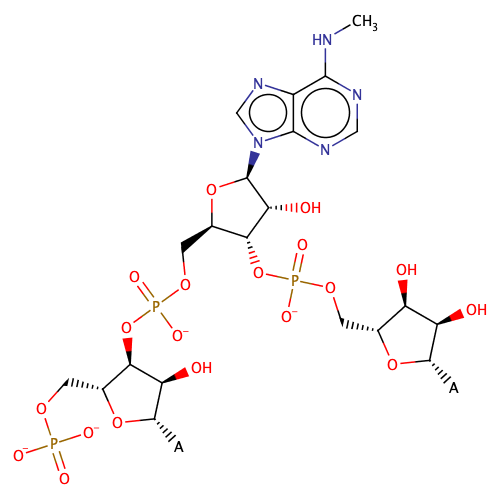 CH₃
HN
N N
N N
O OH
O O
O P O OH
O O⁻ OH
P
O O⁻ O
OH A
O O
O⁻ P O⁻ A
O